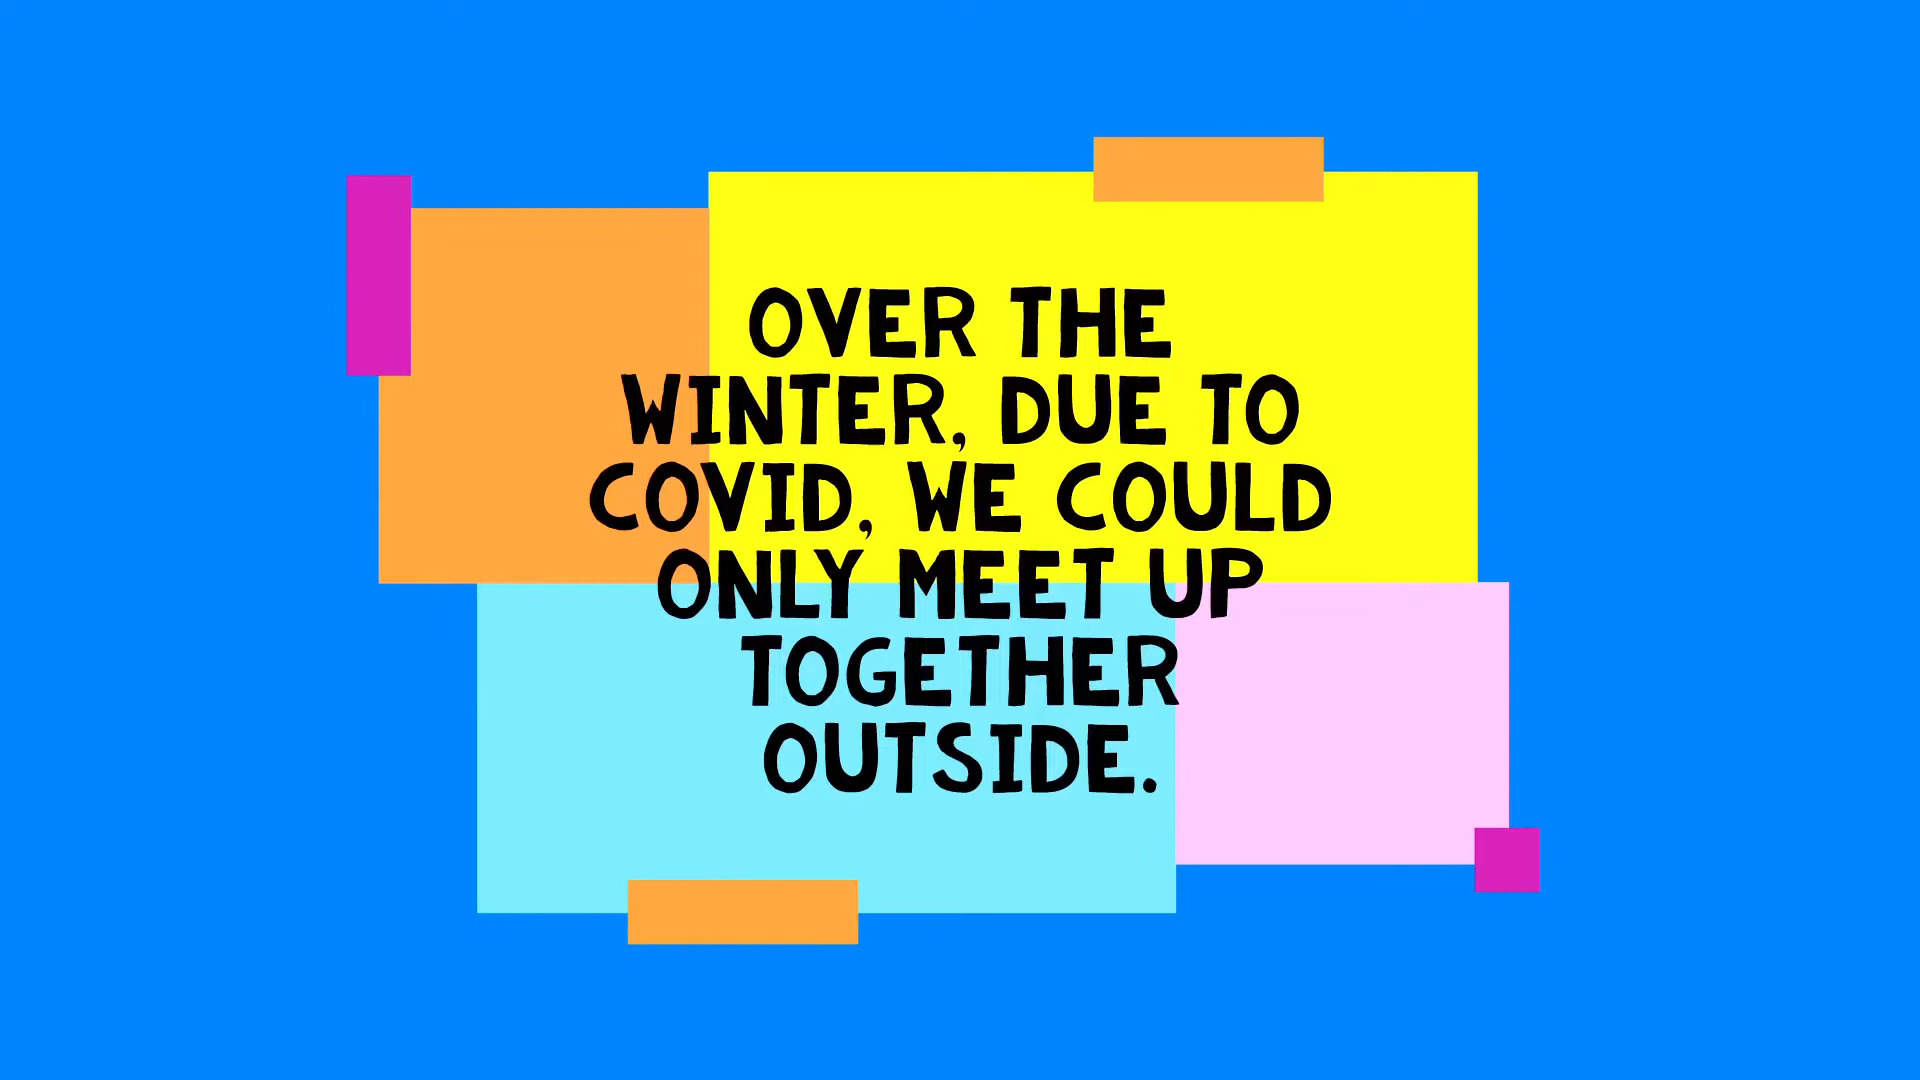 OVER THE
WINTER, DUE TO
COVID, WE COULD
ONLY MEET UP
TOGETHER
OUTSIDE.